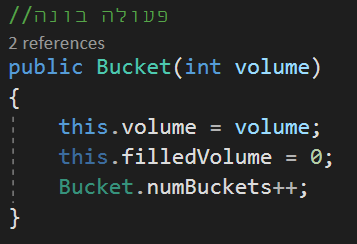 //פעולה בונה
2 references
public Bucket(int volume)
{
this.volume = volume;
this.filledVolume = 0;
Bucket.numBuckets++;
}